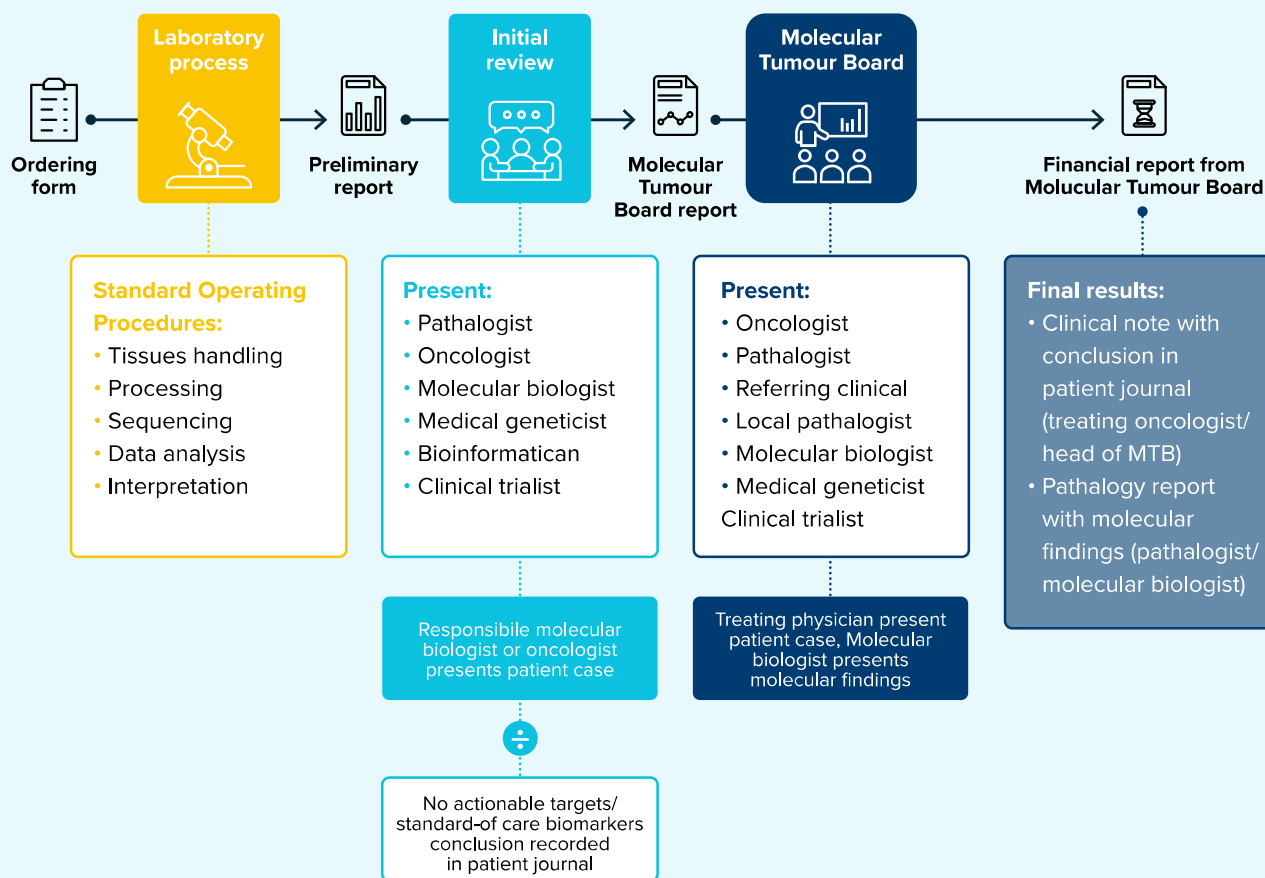 Laboratory
process
Initial
review
Molecular
Tumour Board
Ordering
form
Preliminary
report
Molecular
Tumour
Board report
Financial report from
Molucular Tumour Board
Standard Operating
Procedures:
• Tissues handling
• Processing
• Sequencing
• Data analysis
• Interpretation
Present:
• Pathalogist
• Oncologist
• Molecular biologist
• Medical geneticist
• Bioinformatican
• Clinical trialist
Responsibile molecular
biologist or oncologist
presents patient case
÷
No actionable targets/
standard-of care biomarkers
conclusion recorded
in patient journal
Present:
• Oncologist
• Pathalogist
• Referring clinical
• Local pathalogist
• Molecular biologist
• Medical geneticist
Clinical trialist
Treating physician present
patient case, Molecular
biologist presents
molecular findings
Final results:
• Clinical note with
conclusion in
patient journal
(treating oncologist/
head of MTB)
• Pathalogy report
with molecular
findings (pathalogist/
molecular biologist)